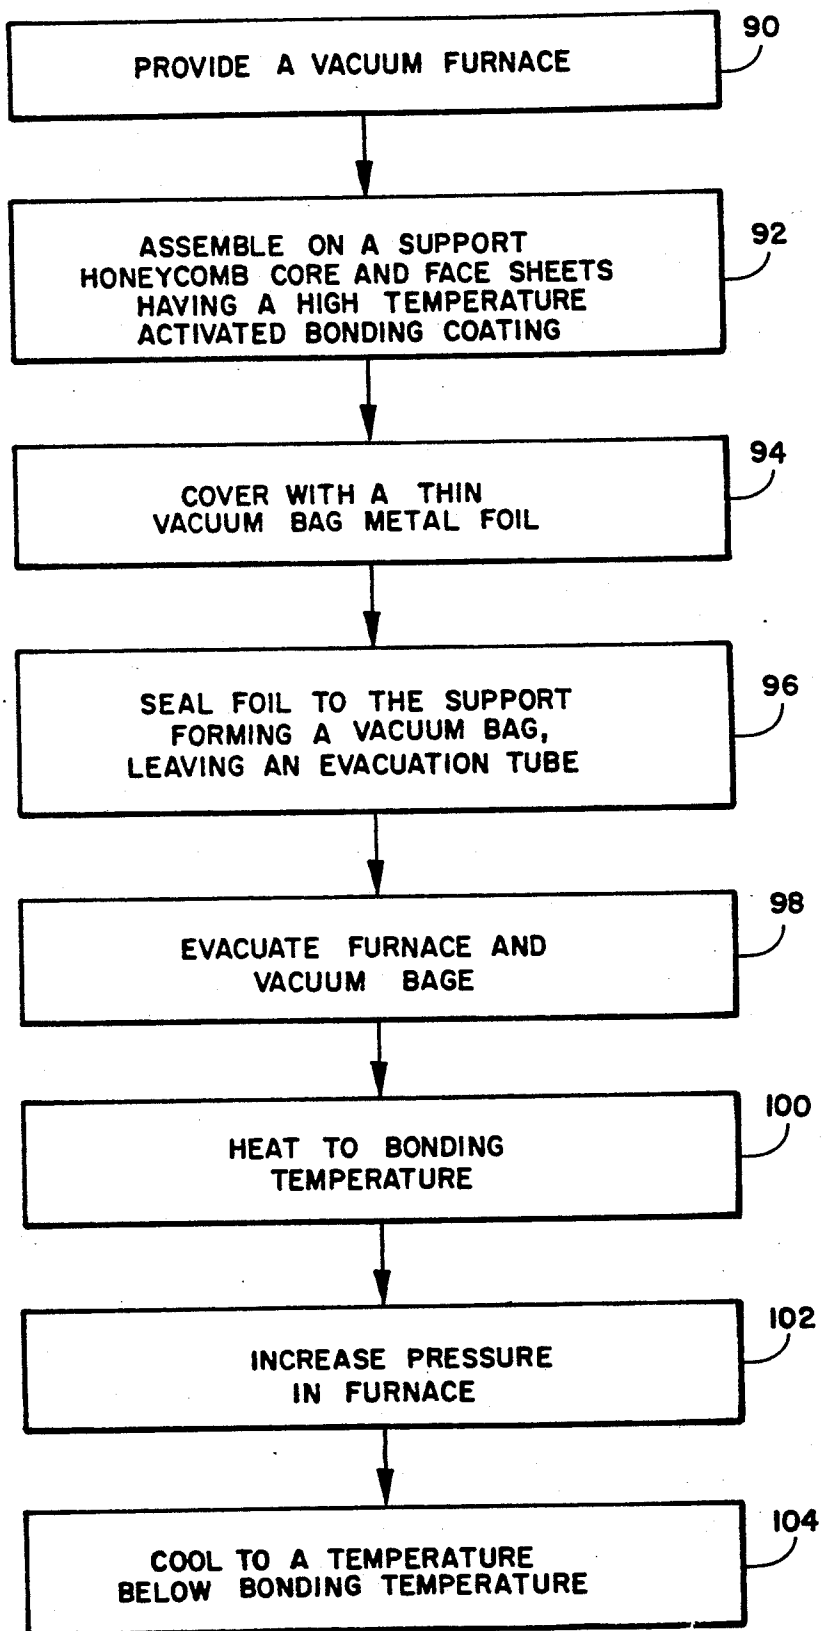 90
PROVIDE A VACUUM FURNACE
92
ASSEMBLE ON A SUPPORT
HONEYCOMB CORE AND FACE SHEETS
HAVING A HIGH TEMPERATURE
ACTIVATED BONDING COATING
94
COVER WITH A THIN
VACUUM BAG METAL FOIL
96
SEAL FOIL TO THE SUPPORT
FORMING A VACUUM BAG,
LEAVING AN EVACUATION TUBE
98
EVACUATE FURNACE AND
VACUUM BAGE
100
HEAT TO BONDING
TEMPERATURE
102
INCREASE PRESSURE
IN FURNACE
104
COOL TO A TEMPERATURE
BELOW BONDING TEMPERATURE